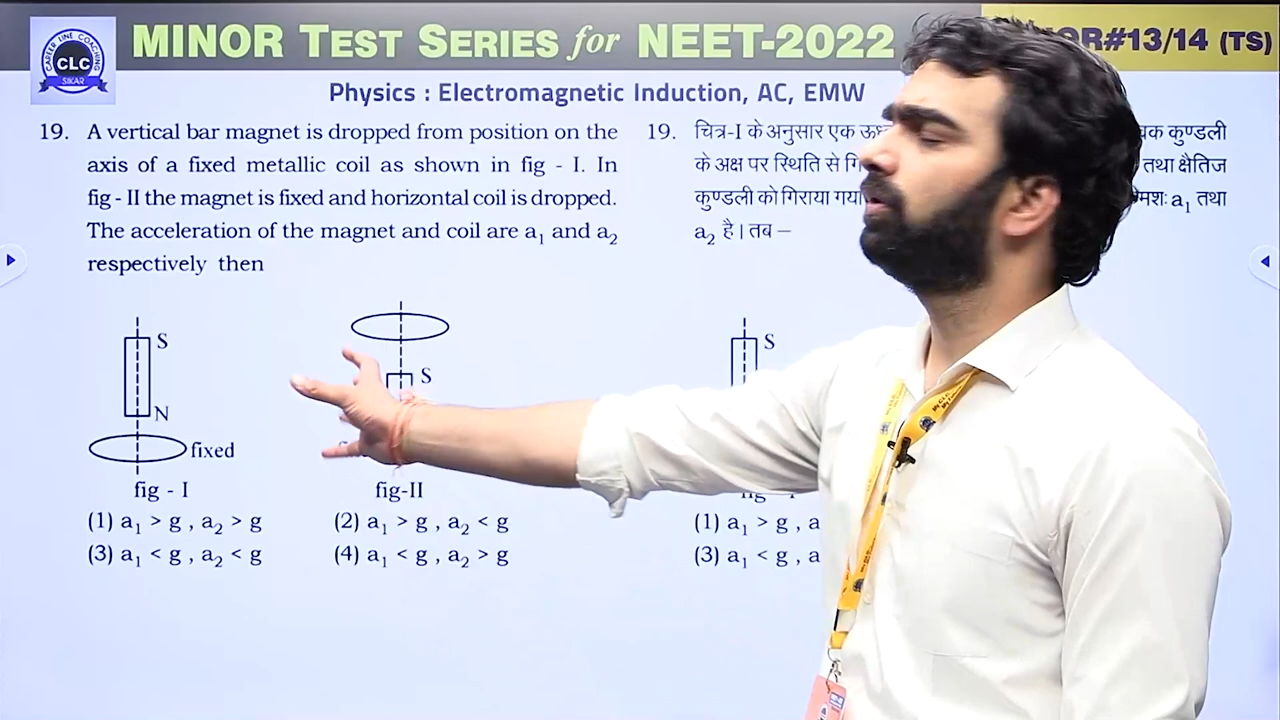 CAREER LINE COACHING
CLC
SIKAR
MINOR TEST SERIES for NEET-2022
OR#13/14 (TS)
Physics : Electromagnetic Induction, AC, EMW
19. A vertical bar magnet is dropped from position on the
axis of a fixed metallic coil as shown in fig - I. In
fig - II the magnet is fixed and horizontal coil is dropped.
The acceleration of the magnet and coil are a₁ and a₂
respectively then
S
N
fixed
fig - I
S
fig-II
(1) a₁ > g , a₂ > g
(2) a₁ > g , a₂ < g
(3) a₁ < g , a₂ < g
(4) a₁ < g , a₂ > g
19. चित्र-I के अनुसार एक कुण्डली
के अक्ष पर स्थिति से तथा क्षैतिज
कुण्डली को गिराया गया a₁ तथा
a₂ है। तब –
S
(1) a₁ > g , a
(3) a₁ < g , a